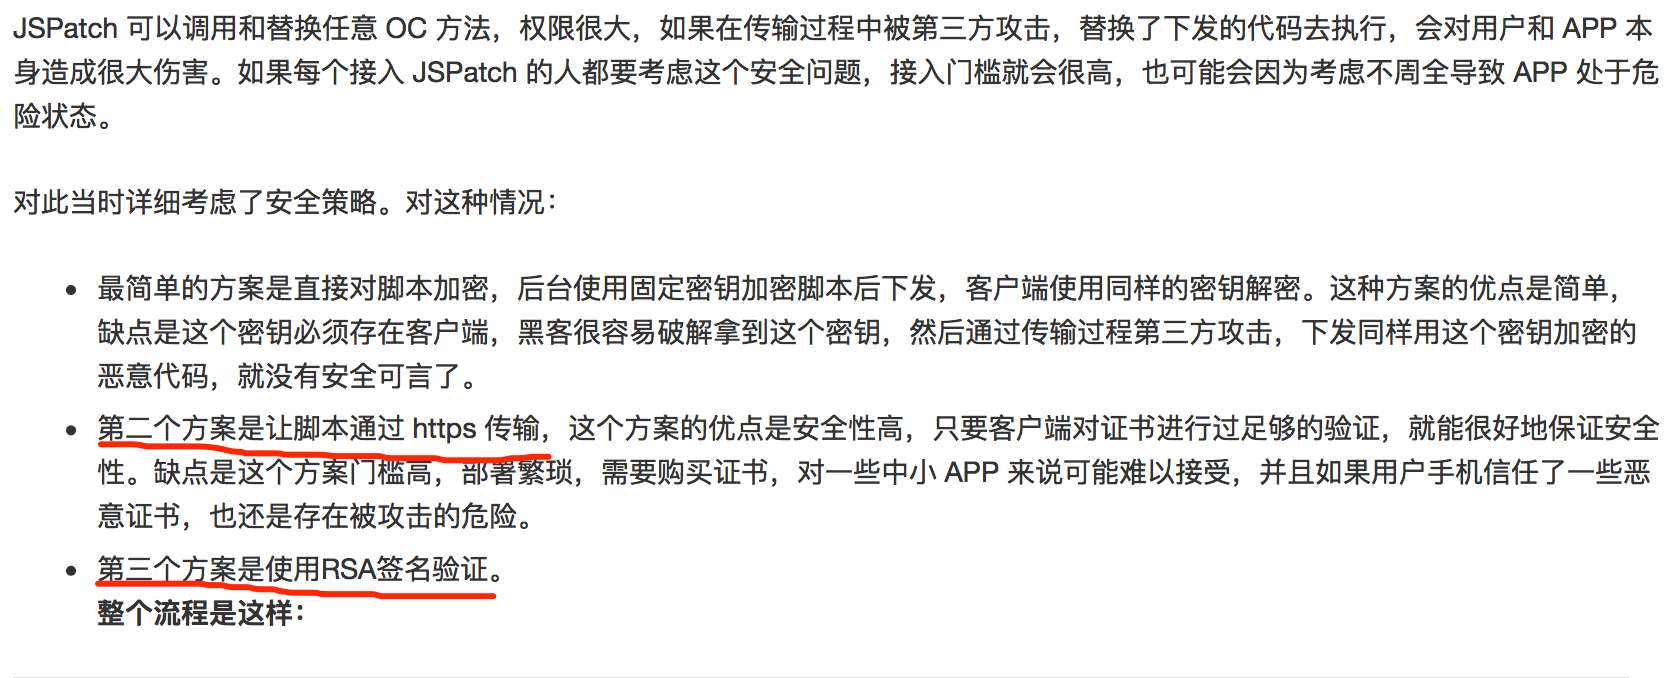 JSPatch 可以调用和替换任意 OC 方法，权限很大，如果在传输过程中被第三方攻击，替换了下发的代码去执行，会对用户和 APP 本
身造成很大伤害。如果每个接入 JSPatch 的人都要考虑这个安全问题，接入门槛就会很高，也可能会因为考虑不周全导致 APP 处于危
险状态。
对此当时详细考虑了安全策略。对这种情况：
• 最简单的方案是直接对脚本加密，后台使用固定密钥加密脚本后下发，客户端使用同样的密钥解密。这种方案的优点是简单，
缺点是这个密钥必须存在客户端，黑客很容易破解拿到这个密钥，然后通过传输过程第三方攻击，下发同样用这个密钥加密的
恶意代码，就没有安全可言了。
• 第二个方案是让脚本通过 https 传输，这个方案的优点是安全性高，只要客户端对证书进行过足够的验证，就能很好地保证安全
性。缺点是这个方案门槛高，部署繁琐，需要购买证书，对一些中小 APP 来说可能难以接受，并且如果用户手机信任了一些恶
意证书，也还是存在被攻击的危险。
• 第三个方案是使用RSA签名验证。
整个流程是这样：